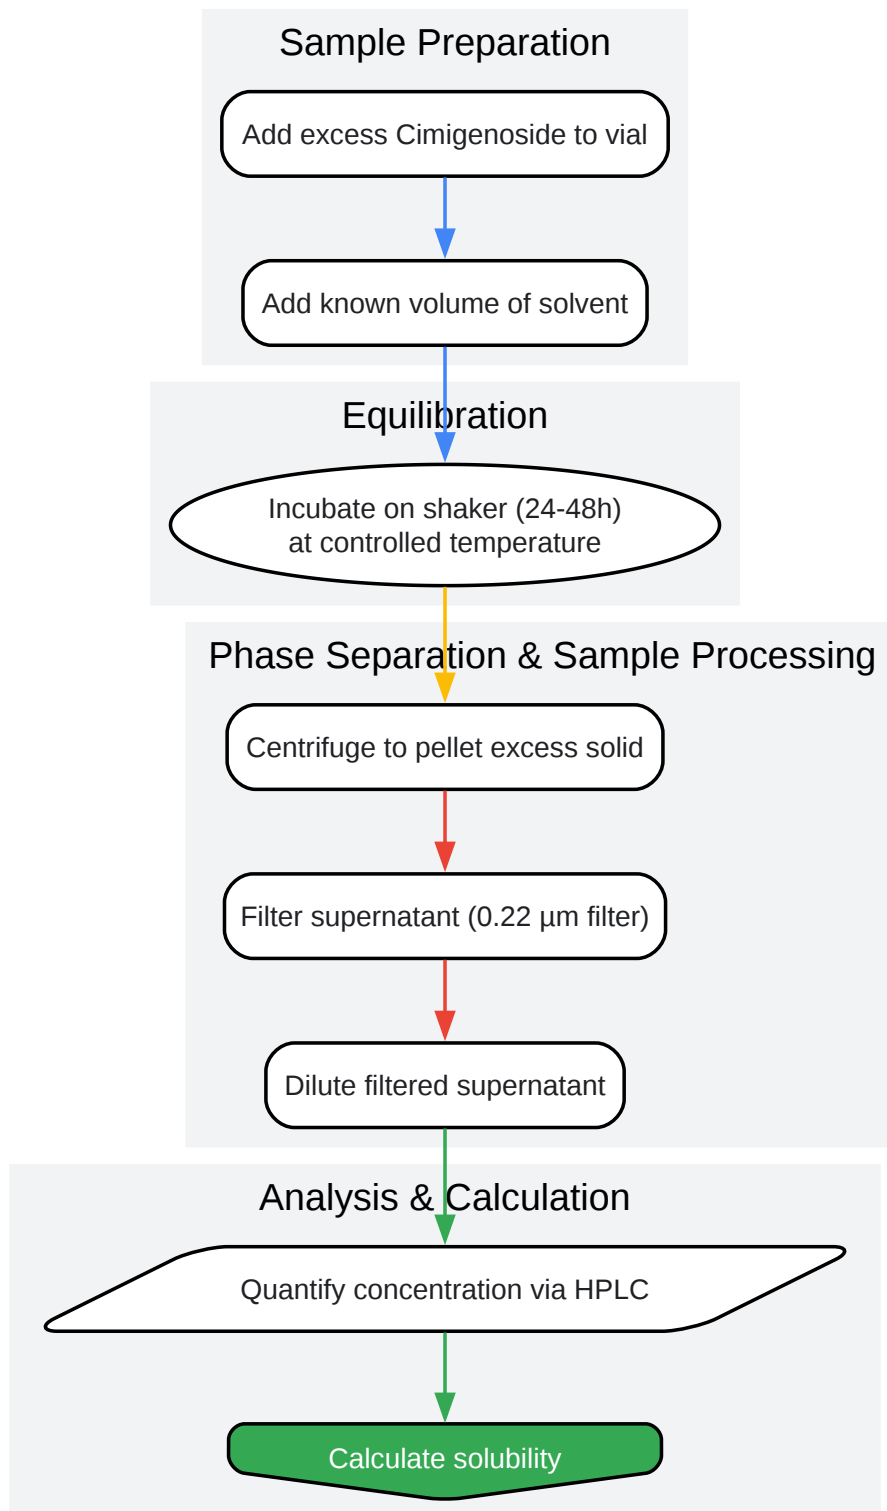 Sample Preparation
Add excess Cimigenoside to vial
Add known volume of solvent
Equilibration
Incubate on shaker (24-48h)
at controlled temperature
Phase Separation & Sample Processing
Centrifuge to pellet excess solid
Filter supernatant (0.22 µm filter)
Dilute filtered supernatant
Analysis & Calculation
Quantify concentration via HPLC
Calculate solubility